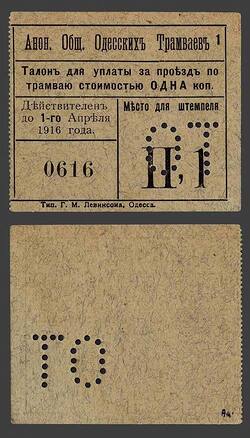 Анон. Общ. Одесскихъ Трамваевъ 1
Талонъ для уплаты за проѣздъ по
трамваю стоимостью ОДНА коп.
Дѣйствителенъ
до 1-го Апрѣля
1916 года.
Мѣсто для штемпеля
ОТ
П, 1
0616
Тип. Г. М. Левинсона, Одесса.
ТО